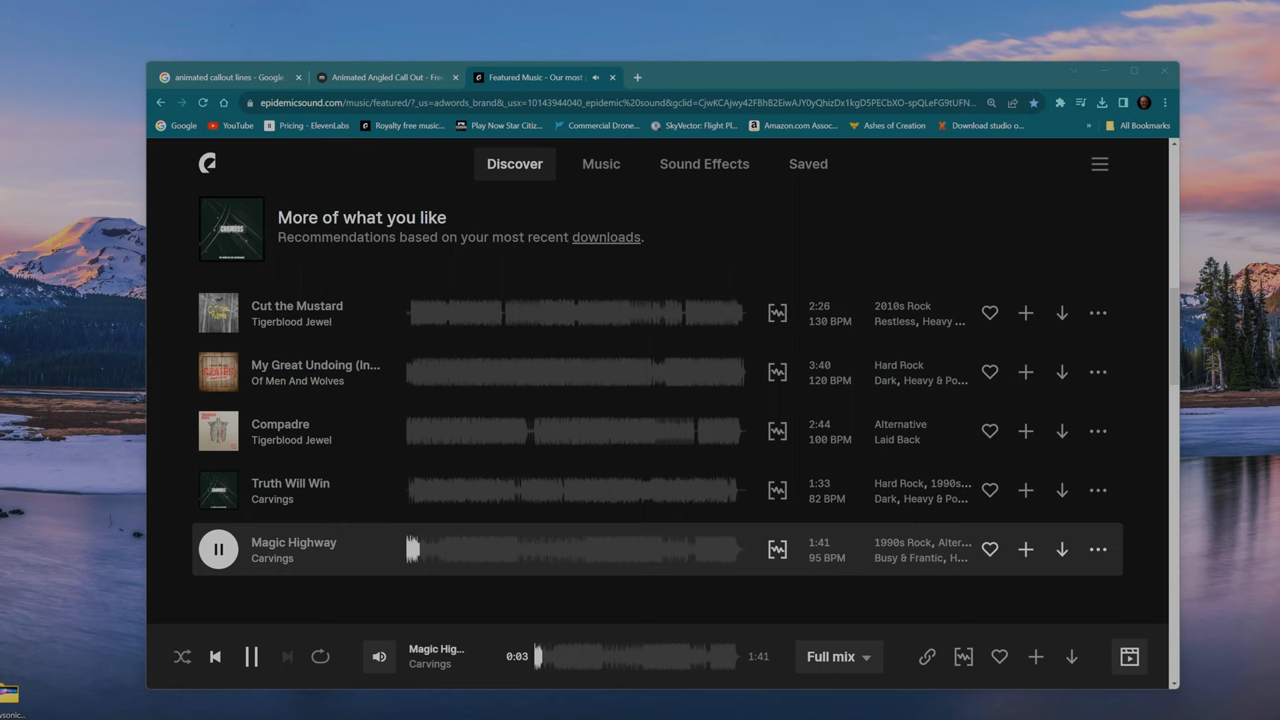 animated callout lines - Google
Animated Angled Call Out - Fre
Featured Music - Our most
epidemicsound.com/music/featured/?_us=adwords_brand&_usx=10143944040_epidemic%20sound&gclid=CjwKCAjwy42FBhB2EiwAJY0yQhizDx1kgD5PECbXO-spQLeFG9tUFN...
Google
YouTube
Pricing - ElevenLabs
Royalty free music...
Play Now Star Citiz...
Commercial Drone...
SkyVector: Flight Pl...
Amazon.com Assoc...
Ashes of Creation
Download studio o...
»
All Bookmarks
Discover
Music
Sound Effects
Saved
More of what you like
Recommendations based on your most recent downloads.
Cut the Mustard
Tigerblood Jewel
2:26
130 BPM
2010s Rock
Restless, Heavy ...
My Great Undoing (In...
Of Men And Wolves
3:40
120 BPM
Hard Rock
Dark, Heavy & Po...
Compadre
Tigerblood Jewel
2:44
100 BPM
Alternative
Laid Back
Truth Will Win
Carvings
1:33
82 BPM
Hard Rock, 1990s...
Dark, Heavy & Po...
Magic Highway
Carvings
1:41
95 BPM
1990s Rock, Alter...
Busy & Frantic, H...
Magic Hig...
Carvings
0:03
1:41
Full mix
wsonic...